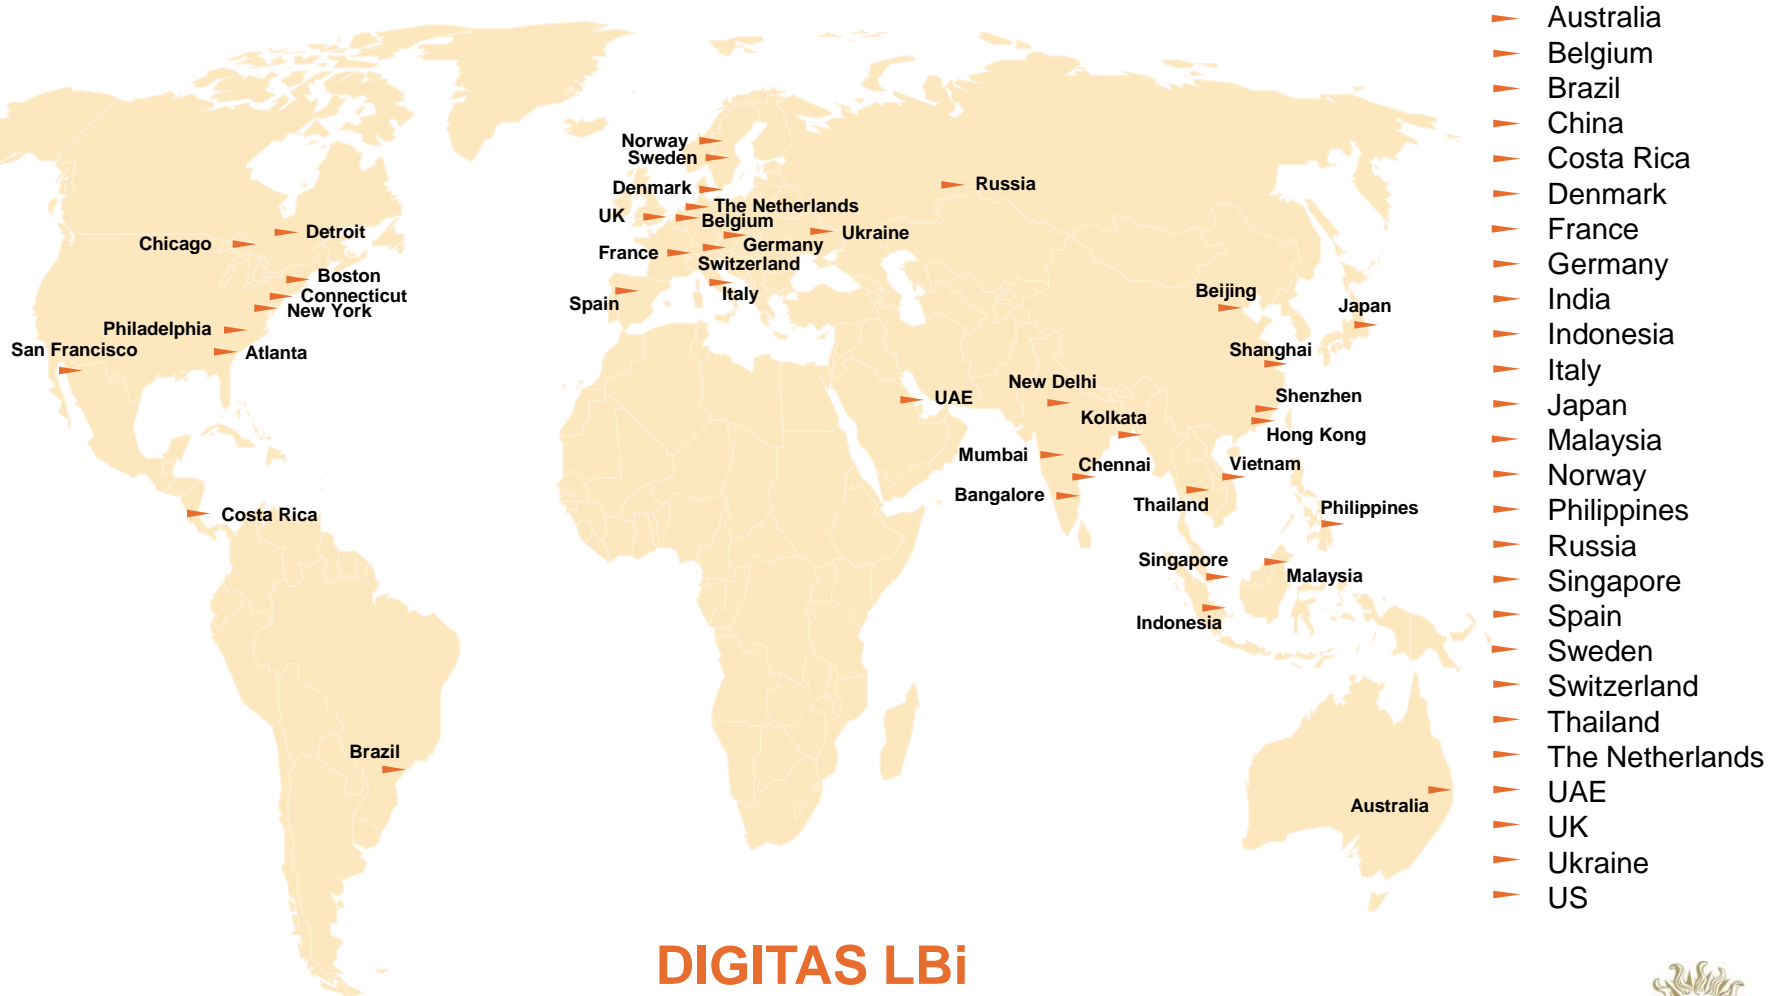 Norway
Sweden
Denmark
Russia
The Netherlands
UK
Belgium
Ukraine
Detroit
Chicago
Germany
France
Switzerland
Boston
Connecticut
Italy
Spain
New York
Beijing
Japan
Philadelphia
San Francisco
Atlanta
Shanghai
New Delhi
UAE
Shenzhen
Kolkata
Hong Kong
Mumbai
Chennai
Vietnam
Bangalore
Thailand
Costa Rica
Philippines
Singapore
Malaysia
Indonesia
Brazil
Australia
Australia
Belgium
Brazil
China
Costa Rica
Denmark
France
Germany
India
Indonesia
Italy
Japan
Malaysia
Norway
Philippines
Russia
Singapore
Spain
Sweden
Switzerland
Thailand
The Netherlands
UAE
UK
Ukraine
US
DIGITAS LBi